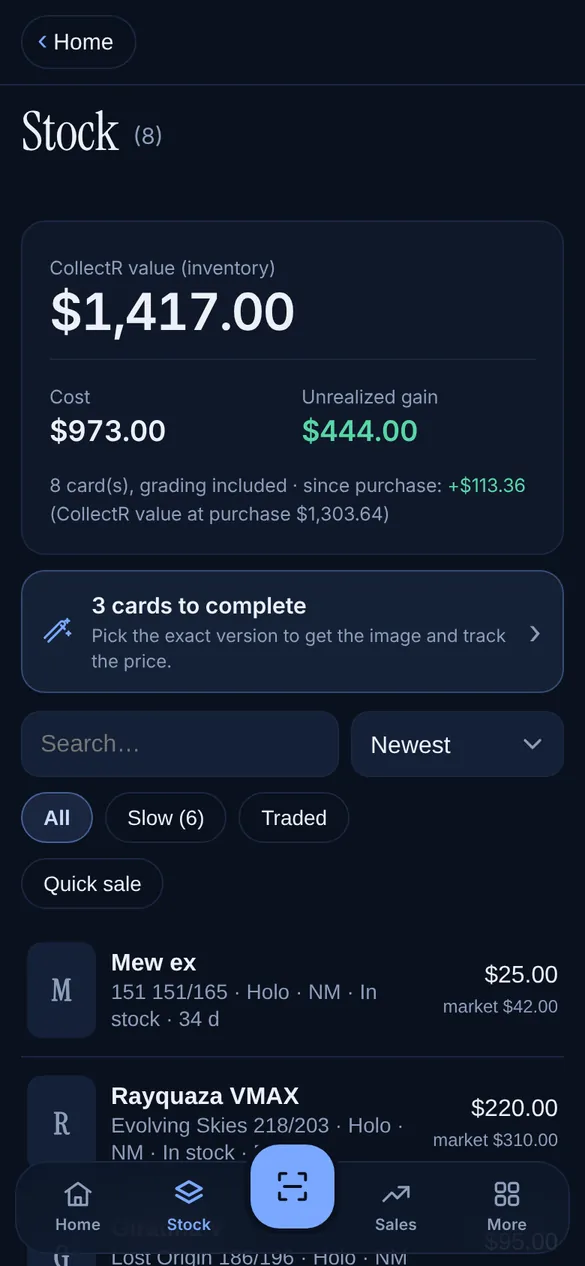 Home
Stock (8)
CollectR value (inventory)
$1,417.00
Cost
Unrealized gain
$973.00
$444.00
8 card(s), grading included · since purchase: +$113.36
(CollectR value at purchase $1,303.64)
3 cards to complete
Pick the exact version to get the image and track
the price.
Search…
Newest
All
Slow (6)
Traded
Quick sale
M
Mew ex
151 151/165 · Holo · NM · In
stock · 34 d
$25.00
market $42.00
R
Rayquaza VMAX
Evolving Skies 218/203 · Holo ·
NM · In stock ·
$220.00
market $310.00
G
Lost Origin 186/196 · Holo · NM
$95.00
Home
Stock
Sales
More